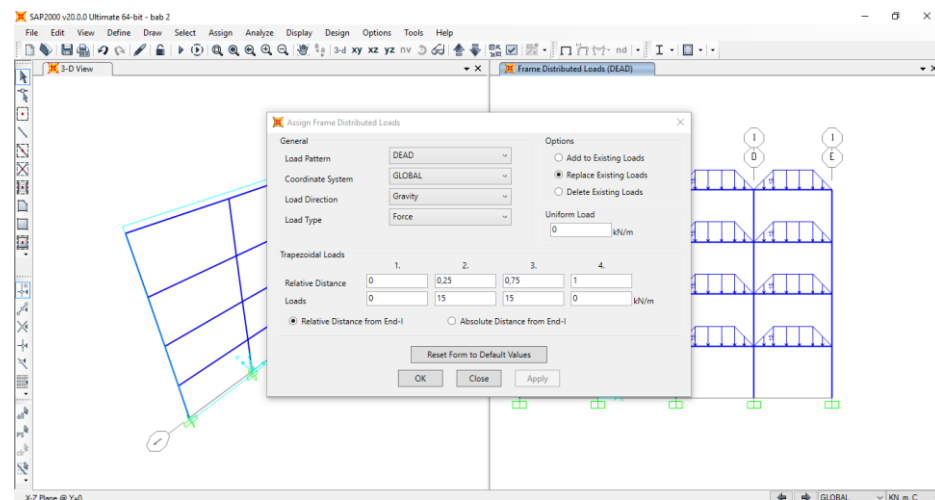 SAP2000 v20.0.0 Ultimate 64-bit - bab 2
File Edit View Define Draw Select Assign Analyze Display Design Options Tools Help
3-d xy xz yz nv nd
3-D View
Frame Distributed Loads (DEAD)
Assign Frame Distributed Loads
General
Load Pattern DEAD
Coordinate System GLOBAL
Load Direction Gravity
Load Type Force
Options
Add to Existing Loads
Replace Existing Loads
Delete Existing Loads
Uniform Load
0 kN/m
Trapezoidal Loads
1. 2. 3. 4.
Relative Distance 0 0,25 0,75 1
Loads 0 15 15 0 kN/m
Relative Distance from End-I Absolute Distance from End-I
Reset Form to Default Values
OK Close Apply
1 1
D E
X-Z Plane @ Y=0 GLOBAL KN, m, C